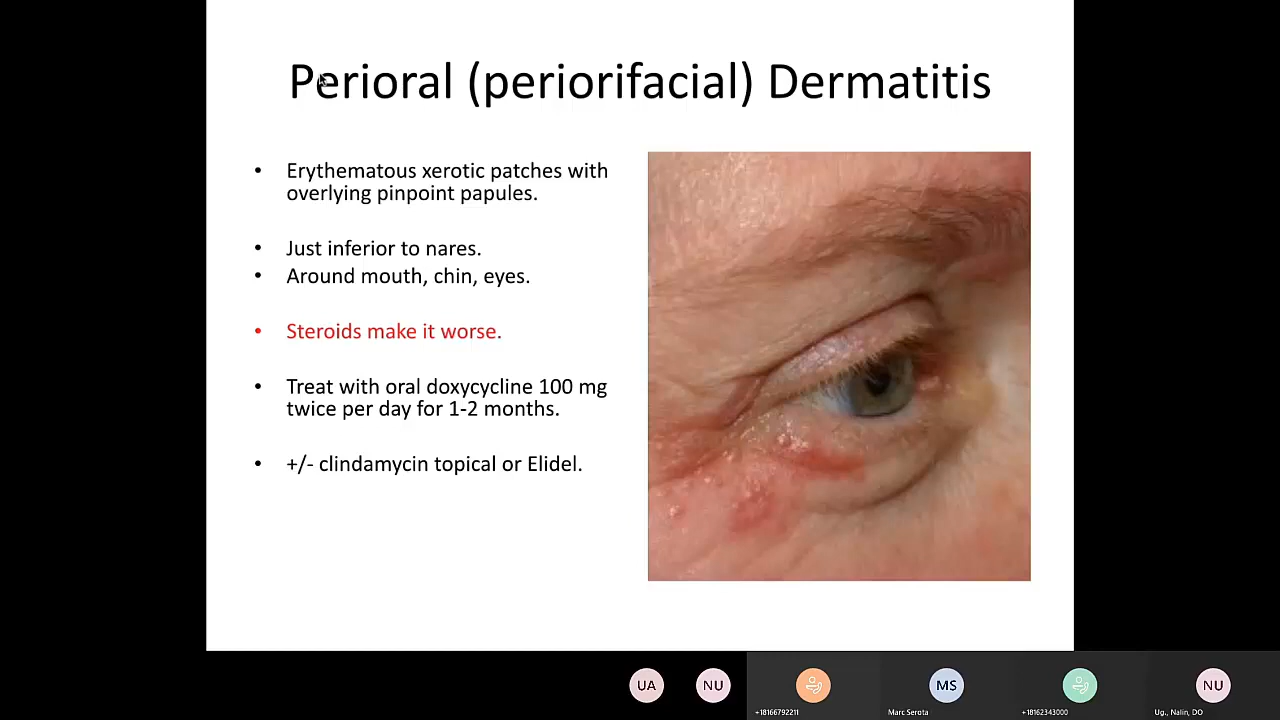 Perioral (periorifacial) Dermatitis
• Erythematous xerotic patches with
overlying pinpoint papules.
• Just inferior to nares.
• Around mouth, chin, eyes.
• Steroids make it worse.
• Treat with oral doxycycline 100 mg
twice per day for 1-2 months.
• +/- clindamycin topical or Elidel.
UA NU MS NU
+18166792211 Marc Serota +18162343000 Ug., Nalin, DO